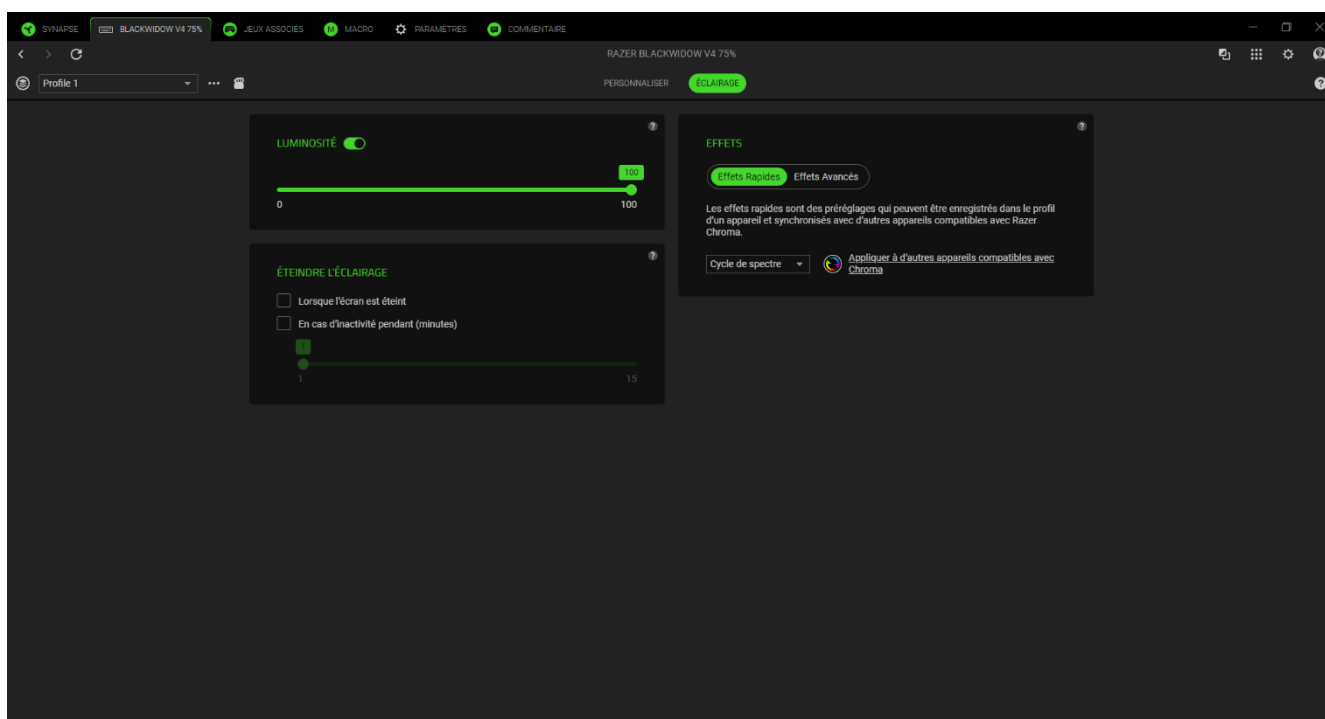 SYNAPSE BLACKWIDOW V4 75% JEUX ASSOCIÉS M MACRO PARAMÈTRES COMMENTAIRE
RAZER BLACKWIDOW V4 75%
Profile 1
PERSONNALISER ÉCLAIRAGE
LUMINOSITÉ
100
0 100
ÉTEINDRE L'ÉCLAIRAGE
Lorsque l'écran est éteint
En cas d'inactivité pendant (minutes)
1
1 15
EFFETS
Effets Rapides Effets Avancés
Les effets rapides sont des préréglages qui peuvent être enregistrés dans le profil
d'un appareil et synchronisés avec d'autres appareils compatibles avec Razer
Chroma.
Cycle de spectre
Appliquer à d'autres appareils compatibles avec
Chroma